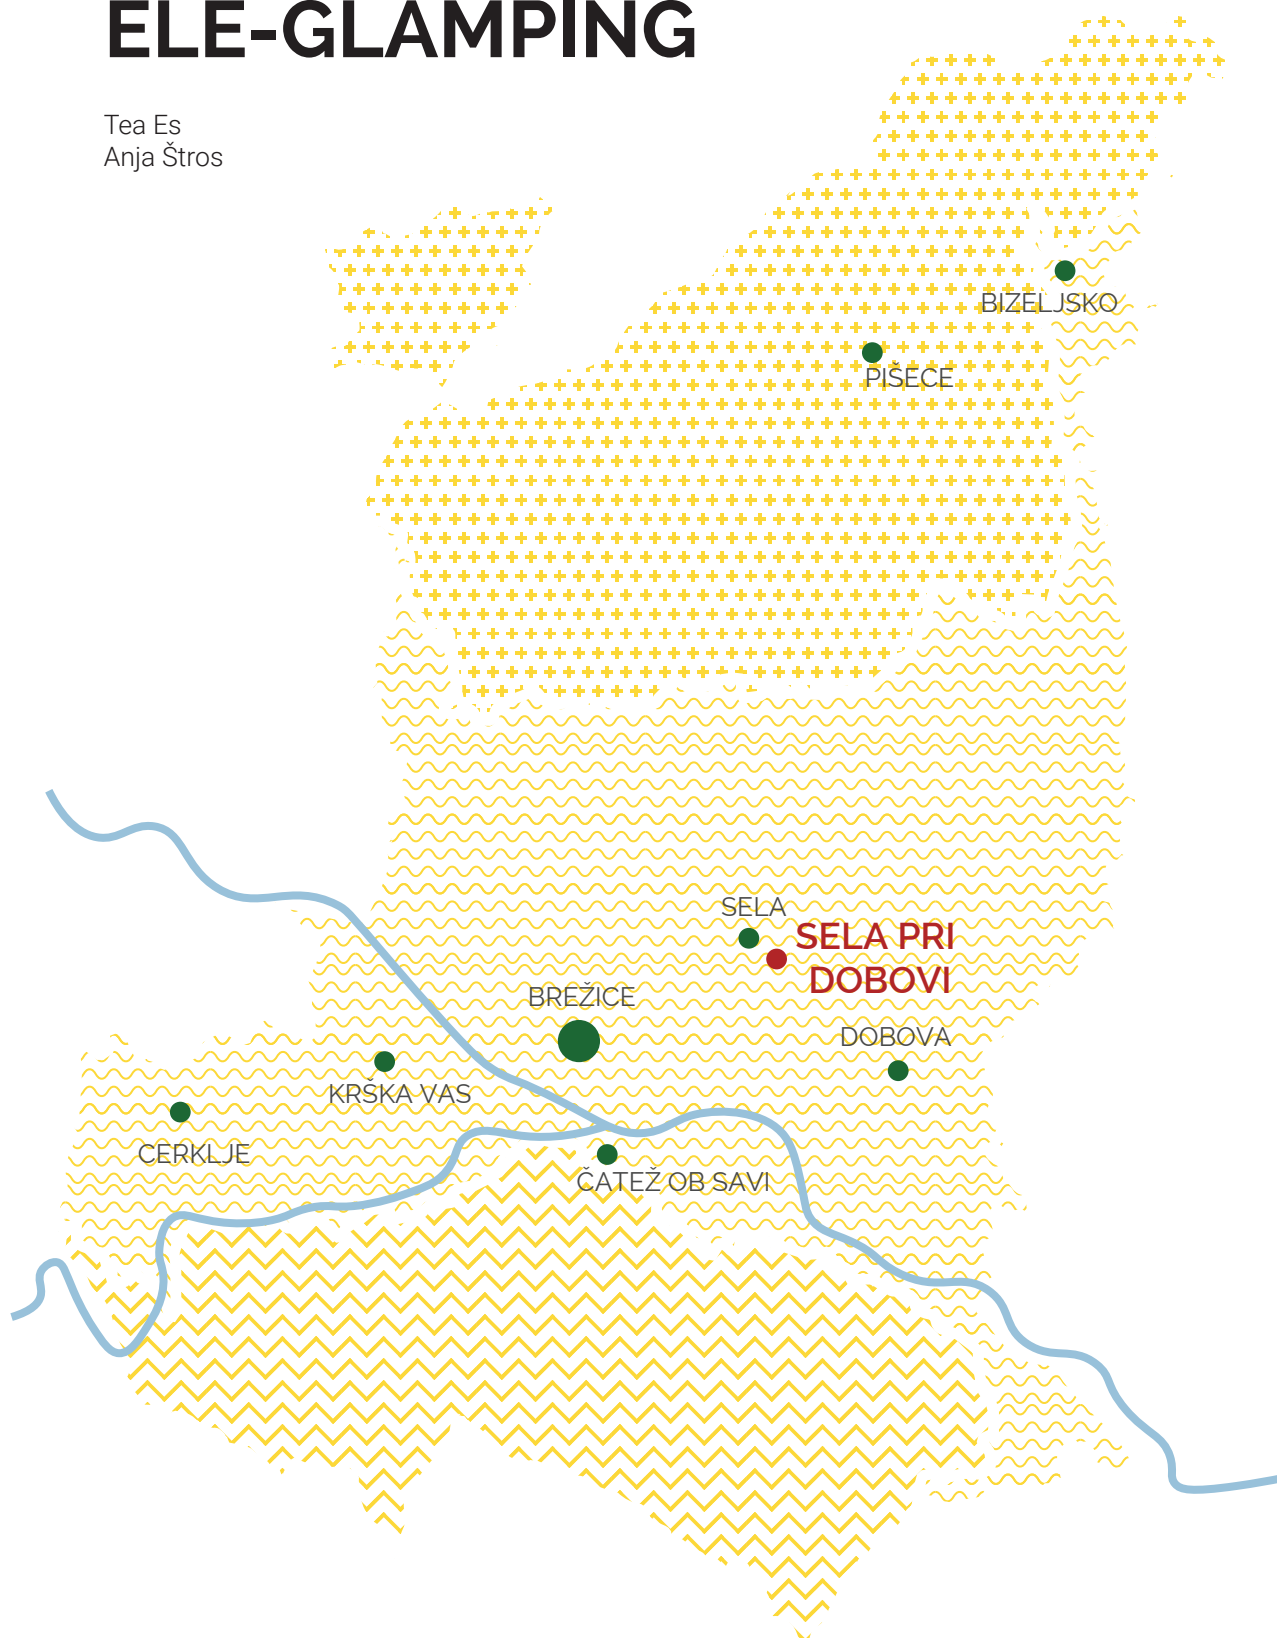 ELE-GLAMPING
Tea Es
Anja Štros
BIZELJSKO
PIŠECE
SELA
SELA PRI
DOBOVI
BREŽICE
DOBOVA
KRŠKA VAS
CERKLJE
ČATEŽ OB SAVI